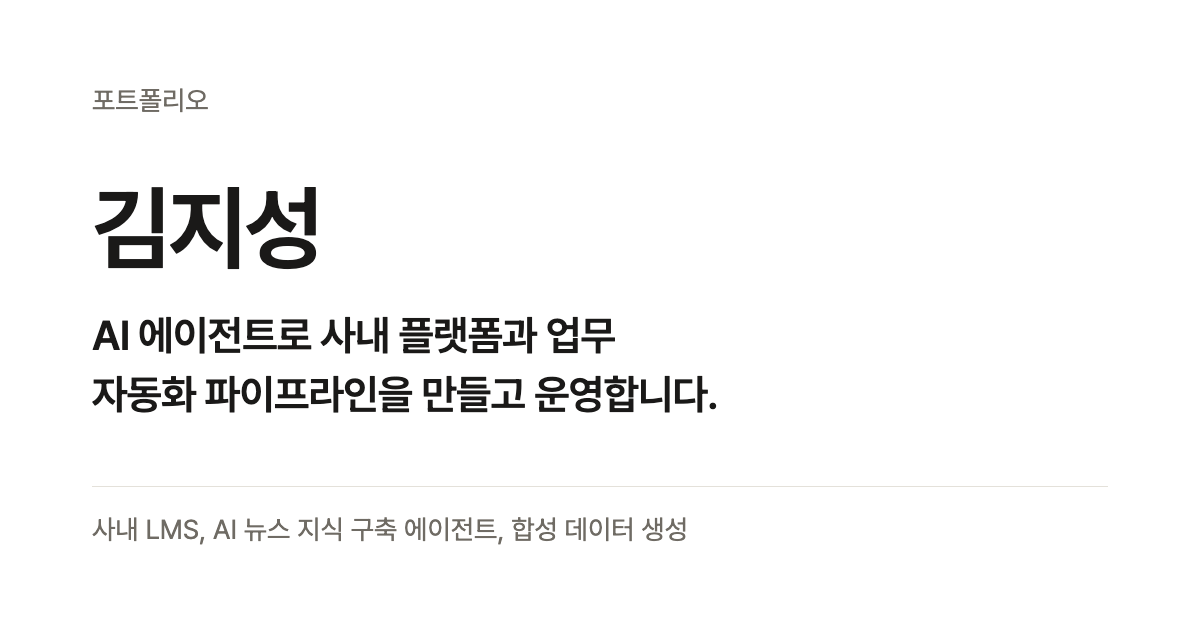 포트폴리오
김지성
AI 에이전트로 사내 플랫폼과 업무
자동화 파이프라인을 만들고 운영합니다.
사내 LMS, AI 뉴스 지식 구축 에이전트, 합성 데이터 생성